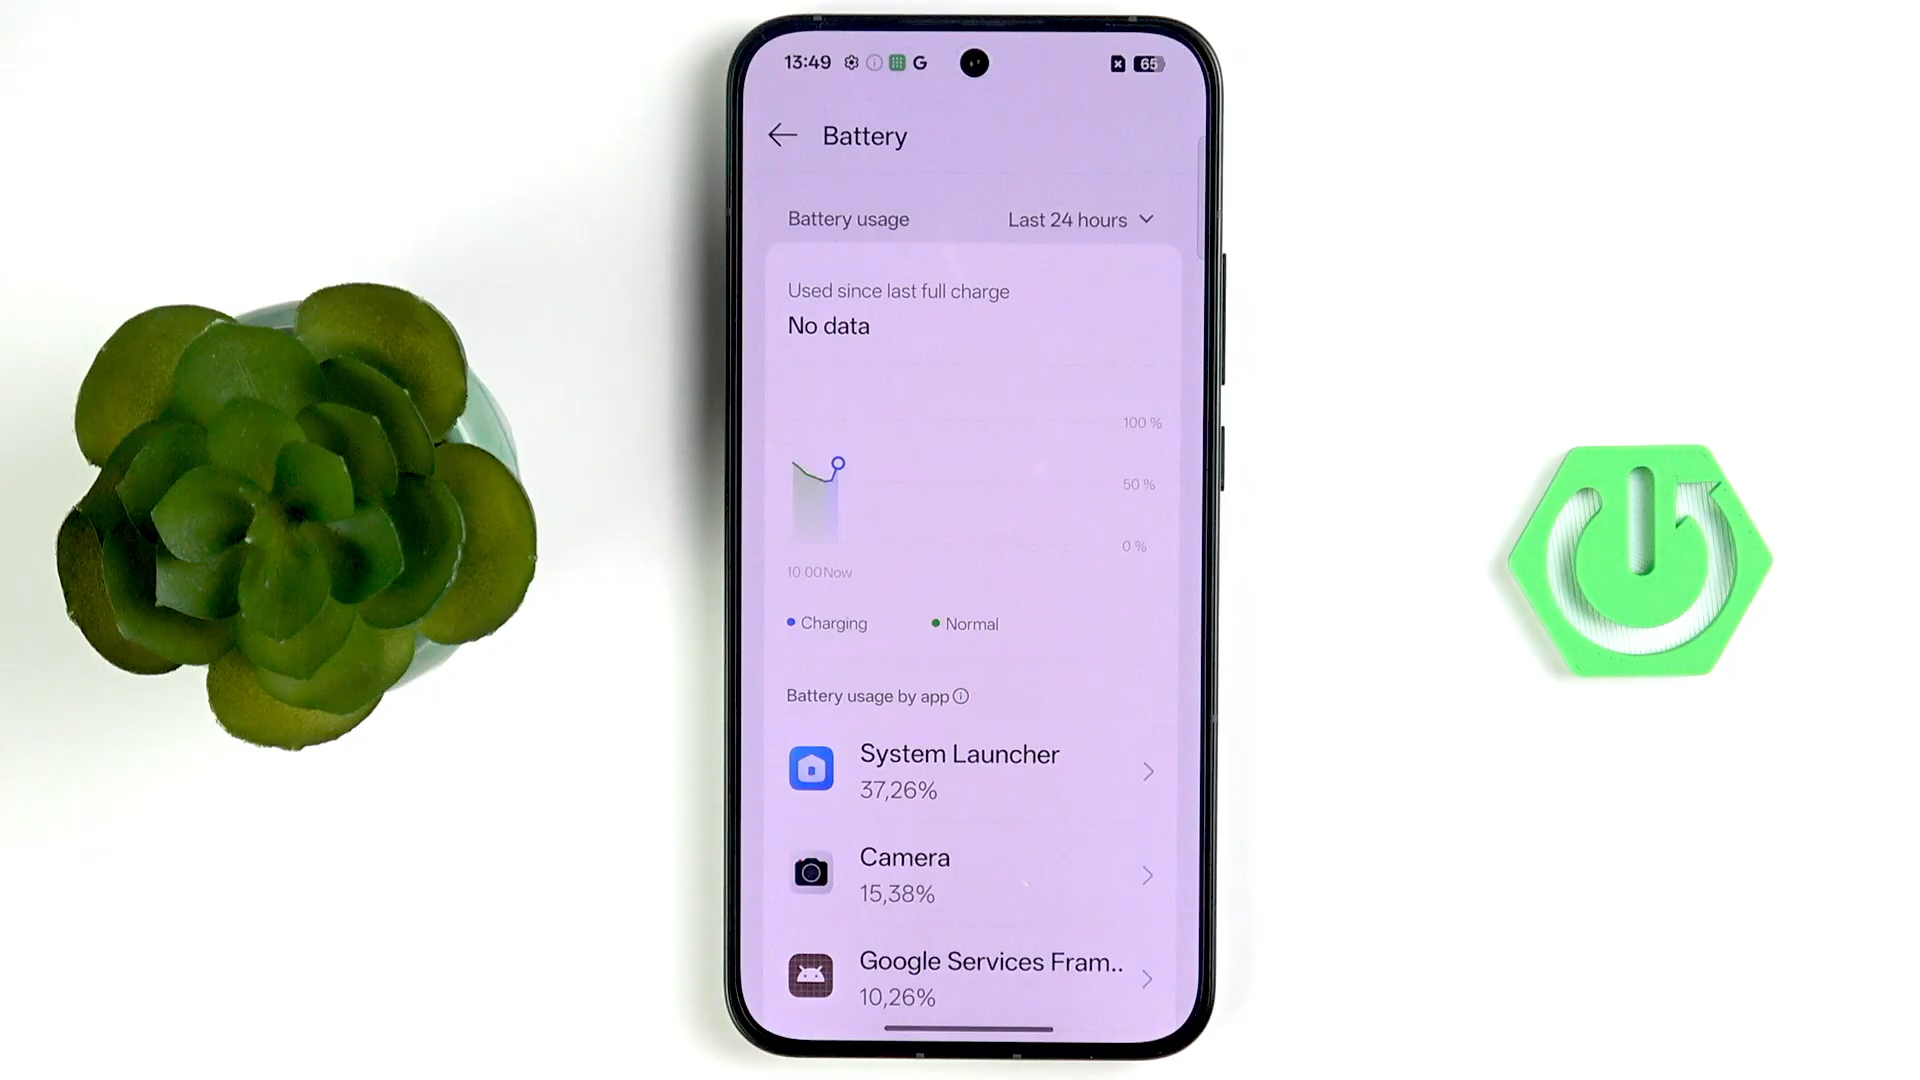 13:49 G 65
Battery
Battery usage Last 24 hours
Used since last full charge
No data
100 %
50 %
0 %
10:00 Now
Charging Normal
Battery usage by app
System Launcher
37,26%
Camera
15,38%
Google Services Fram..
10,26%